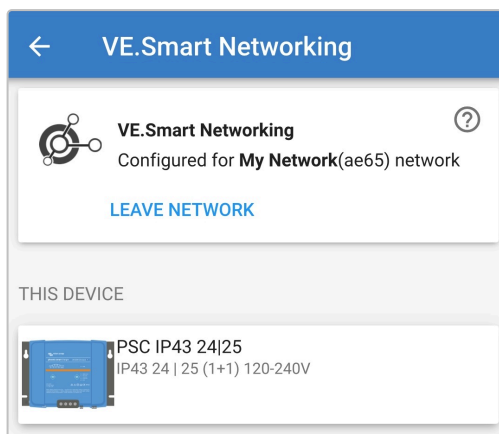 VE.Smart Networking
VE.Smart Networking
Configured for My Network(ae65) network
LEAVE NETWORK
THIS DEVICE
PSC IP43 24|25
IP43 24 | 25 (1+1) 120-240V